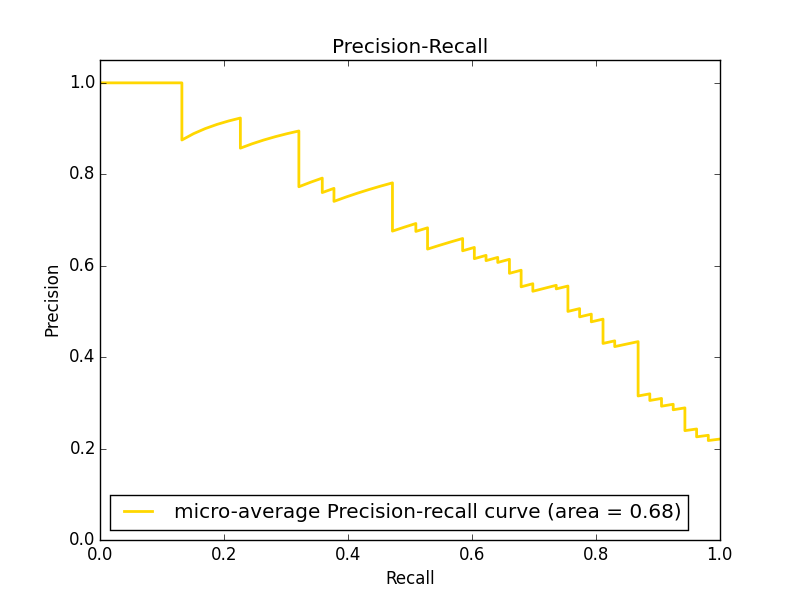 Precision-Recall
1.0
0.8
0.6
0.4
0.2
0.0
Precision
micro-average Precision-recall curve (area = 0.68)
0.0 0.2 0.4 0.6 0.8 1.0
Recall